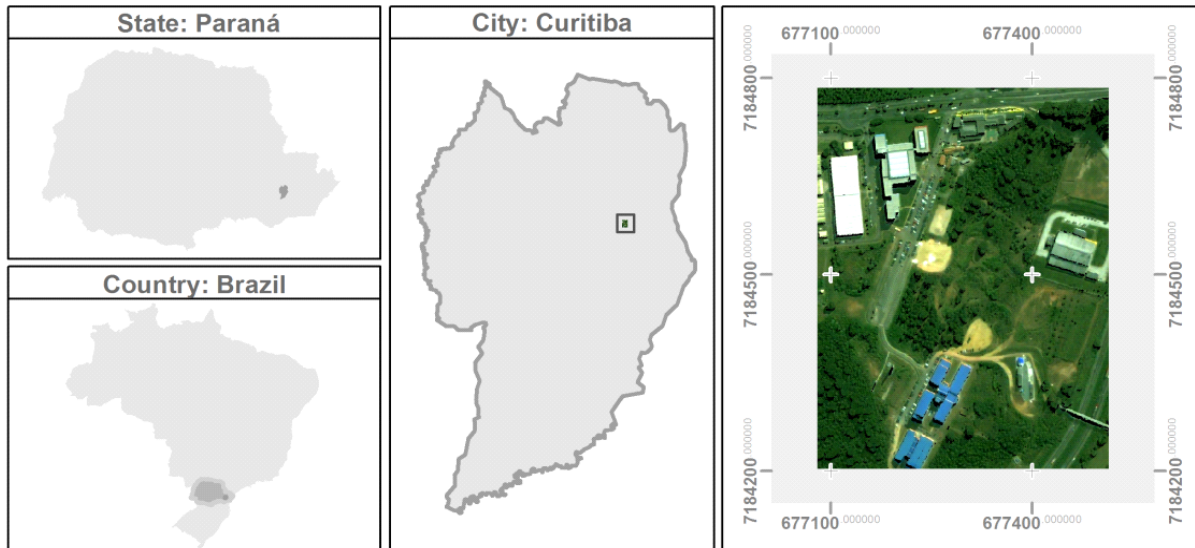 State: Paraná
Country: Brazil
City: Curitiba
677100.000000 677400.000000
7184800.000000 7184800.000000
7184500.000000 7184500.000000
7184200.000000 7184200.000000
677100.000000 677400.000000